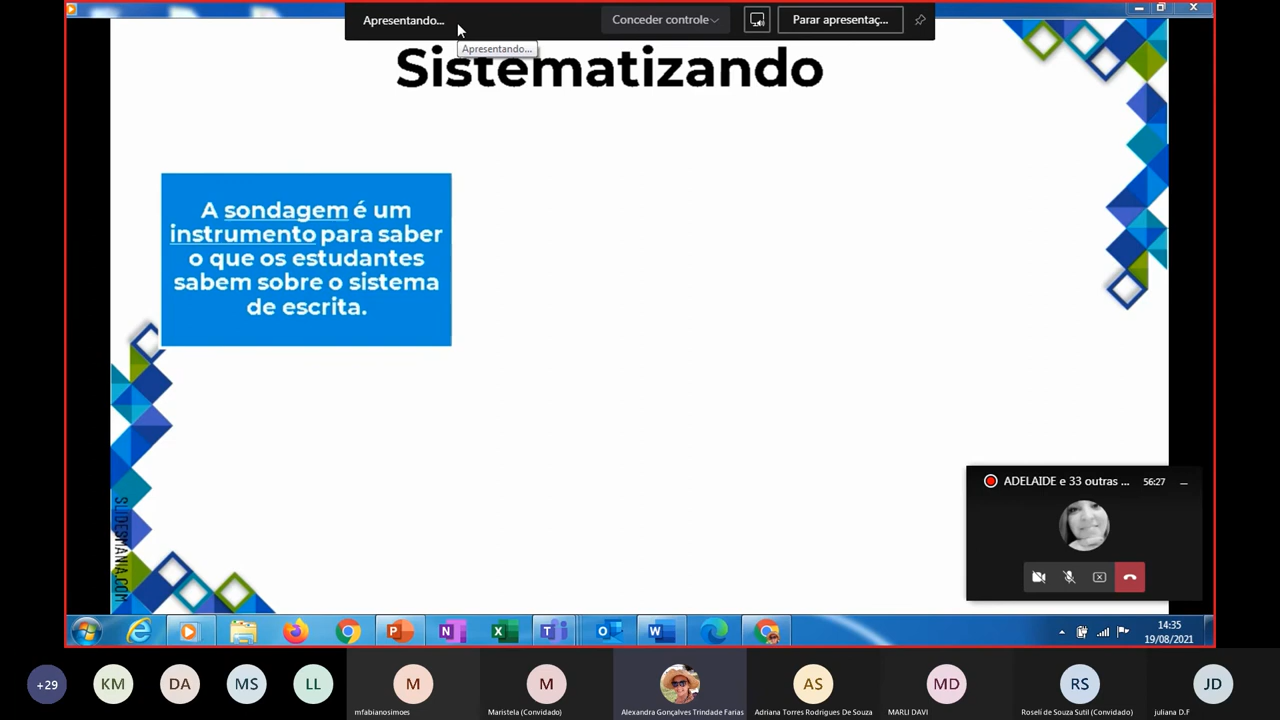 Apresentando...
Conceder controle
Parar apresentaç...
Apresentando...
Sistematizando
A sondagem é um
instrumento para saber
o que os estudantes
sabem sobre o sistema
de escrita.
SLIDESMANIA.COM
ADELAIDE e 33 outras ...
56:27
14:35
19/08/2021
+29
KM
DA
MS
LL
M
mfabianosimoes
M
Maristela (Convidado)
Alexandra Gonçalves Trindade Farias
AS
Adriana Torres Rodrigues De Souza
MD
MARLI DAVI
RS
Roseli de Souza Sutil (Convidado)
JD
juliana D.F